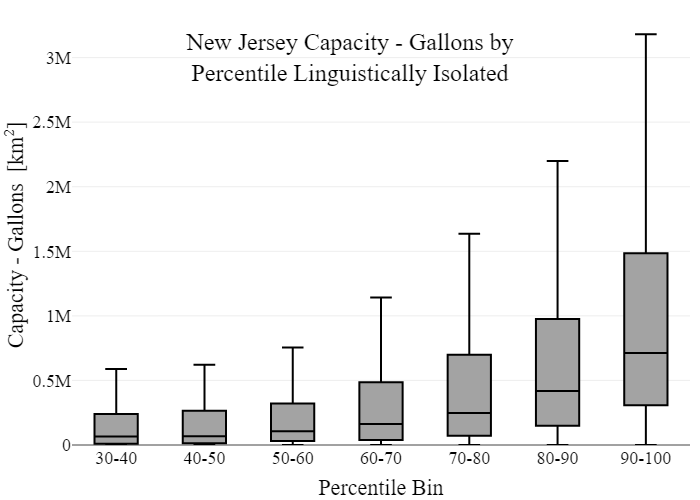 New Jersey Capacity - Gallons by
Percentile Linguistically Isolated
Capacity - Gallons [km²]
3M
2.5M
2M
1.5M
1M
0.5M
0
30-40 40-50 50-60 60-70 70-80 80-90 90-100
Percentile Bin